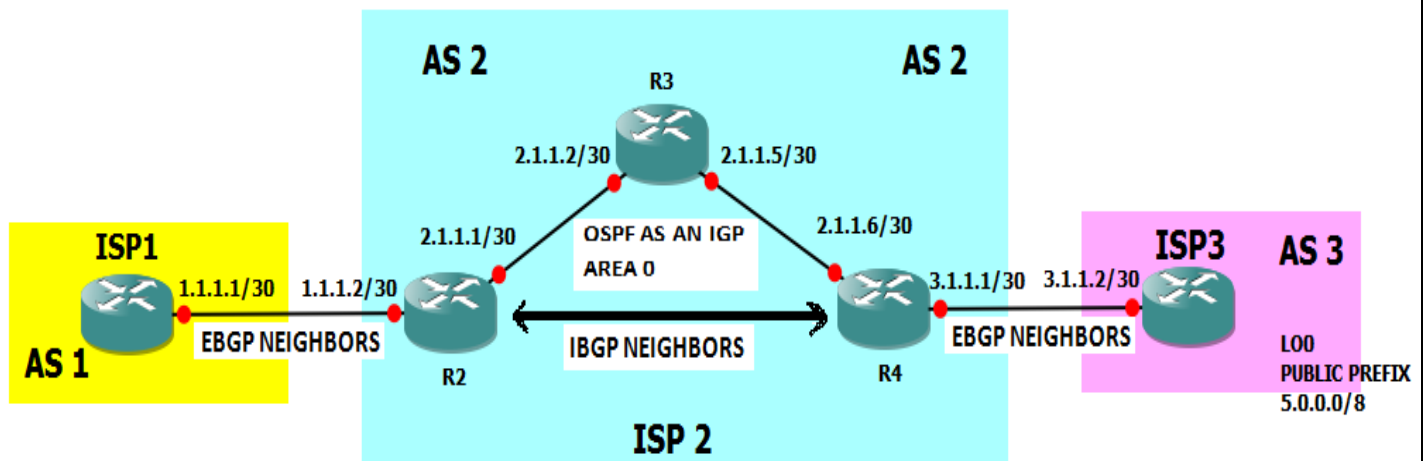 AS 2
AS 2
R3
2.1.1.2/30
2.1.1.5/30
2.1.1.1/30
OSPF AS AN IGP
AREA 0
2.1.1.6/30
ISP1
1.1.1.1/30
1.1.1.2/30
EBGP NEIGHBORS
AS 1
R2
IBGP NEIGHBORS
R4
3.1.1.1/30
3.1.1.2/30
EBGP NEIGHBORS
ISP3
AS 3
LO0
PUBLIC PREFIX
5.0.0.0/8
ISP 2